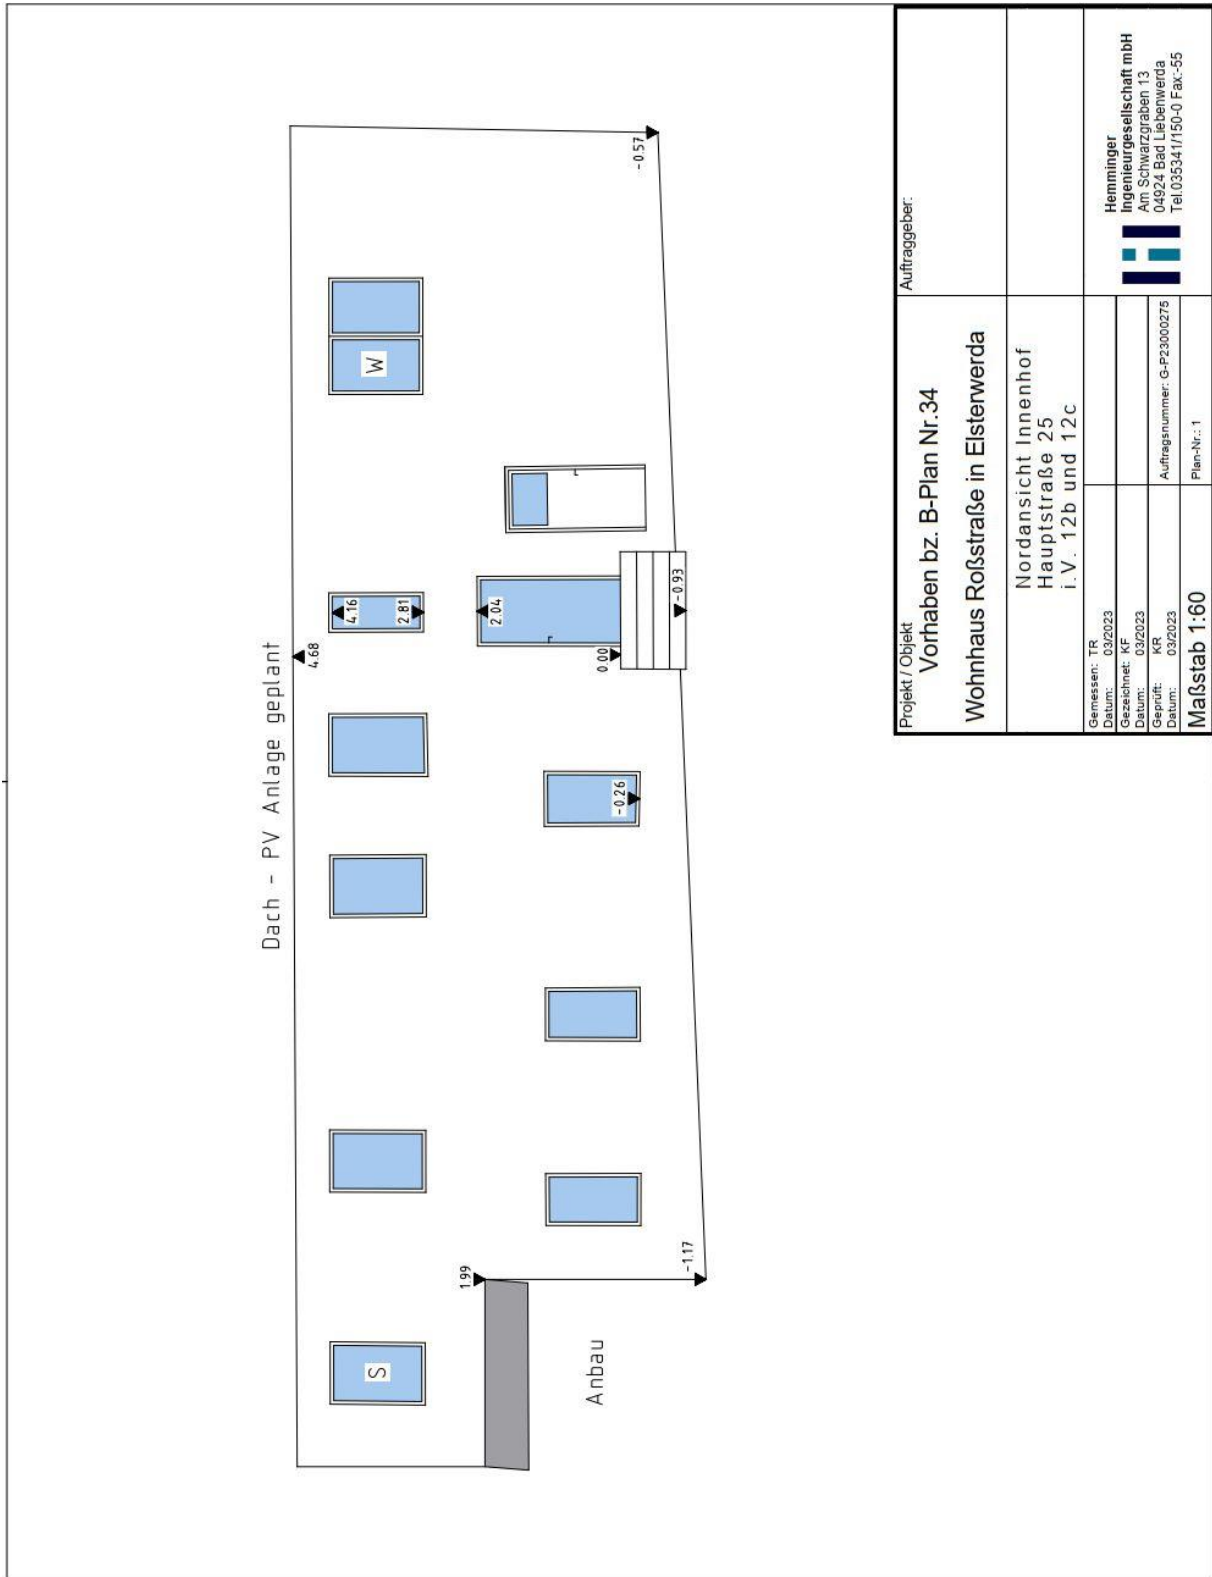 Dach - PV Anlage geplant
4.68
S
W
4.16
2.81
1.99
2.04
0.00
-0.26
-0.57
-0.93
-1.17
Anbau
Projekt / Objekt
Vorhaben bz. B-Plan Nr.34
Wohnhaus Roßstraße in Elsterwerda
Auftraggeber:
Nordansicht Innenhof
Hauptstraße 25
i.V. 12b und 12c
Gemessen: TR
Datum: 03/2023
Gezeichnet: KF
Datum: 03/2023
Geprüft: KR
Datum: 03/2023
Auftragsnummer: G-P23000275
Maßstab 1:60
Plan-Nr.: 1
Hemminger
Ingenieurgesellschaft mbH
Am Schwarzgraben 13
04924 Bad Liebenwerda
Tel.035341/150-0 Fax:-55